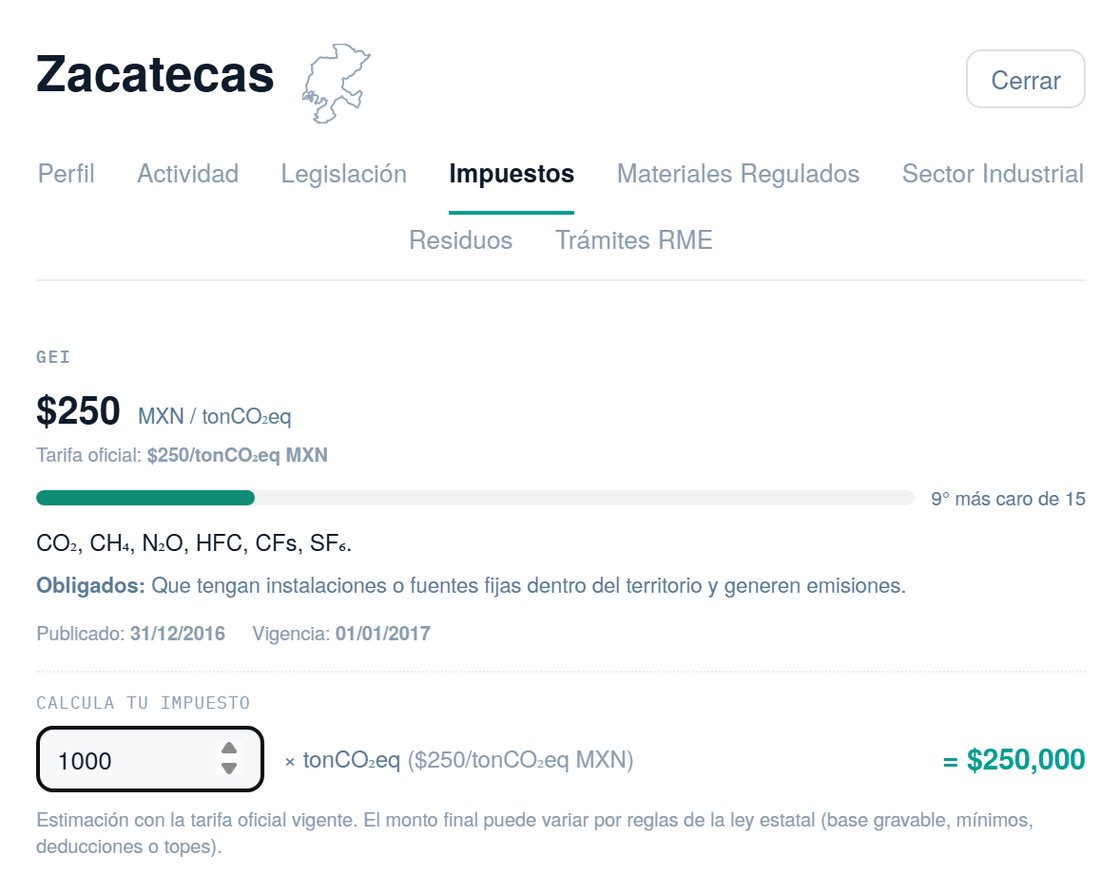 Zacatecas
Cerrar
Perfil Actividad Legislación Impuestos Materiales Regulados Sector Industrial
Residuos Trámites RME
GEI
$250 MXN / tonCO₂eq
Tarifa oficial: $250/tonCO₂eq MXN
9° más caro de 15
CO₂, CH₄, N₂O, HFC, CFs, SF₆.
Obligados: Que tengan instalaciones o fuentes fijas dentro del territorio y generen emisiones.
Publicado: 31/12/2016 Vigencia: 01/01/2017
CALCULA TU IMPUESTO
1000 × tonCO₂eq ($250/tonCO₂eq MXN) = $250,000
Estimación con la tarifa oficial vigente. El monto final puede variar por reglas de la ley estatal (base gravable, mínimos,
deducciones o topes).